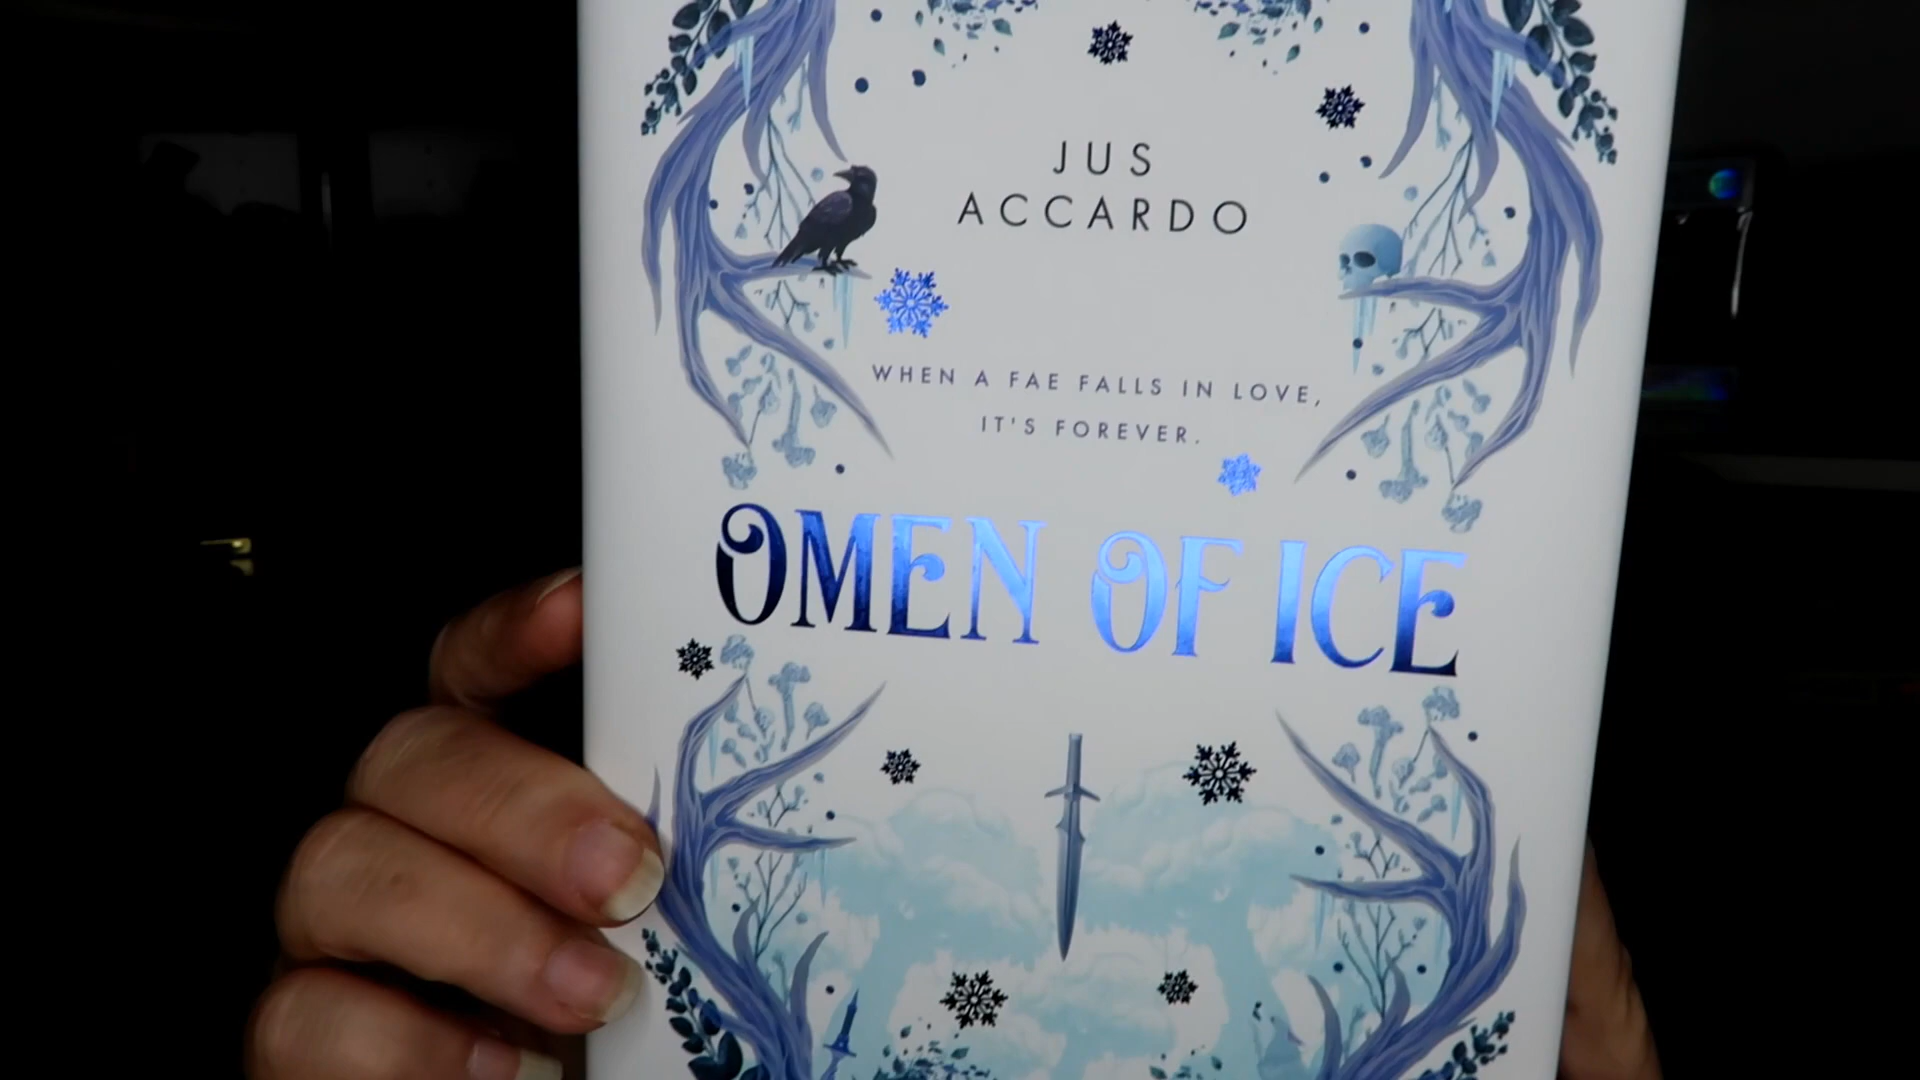 JUS
ACCARDO
WHEN A FAE FALLS IN LOVE,
IT'S FOREVER.
OMEN OF ICE